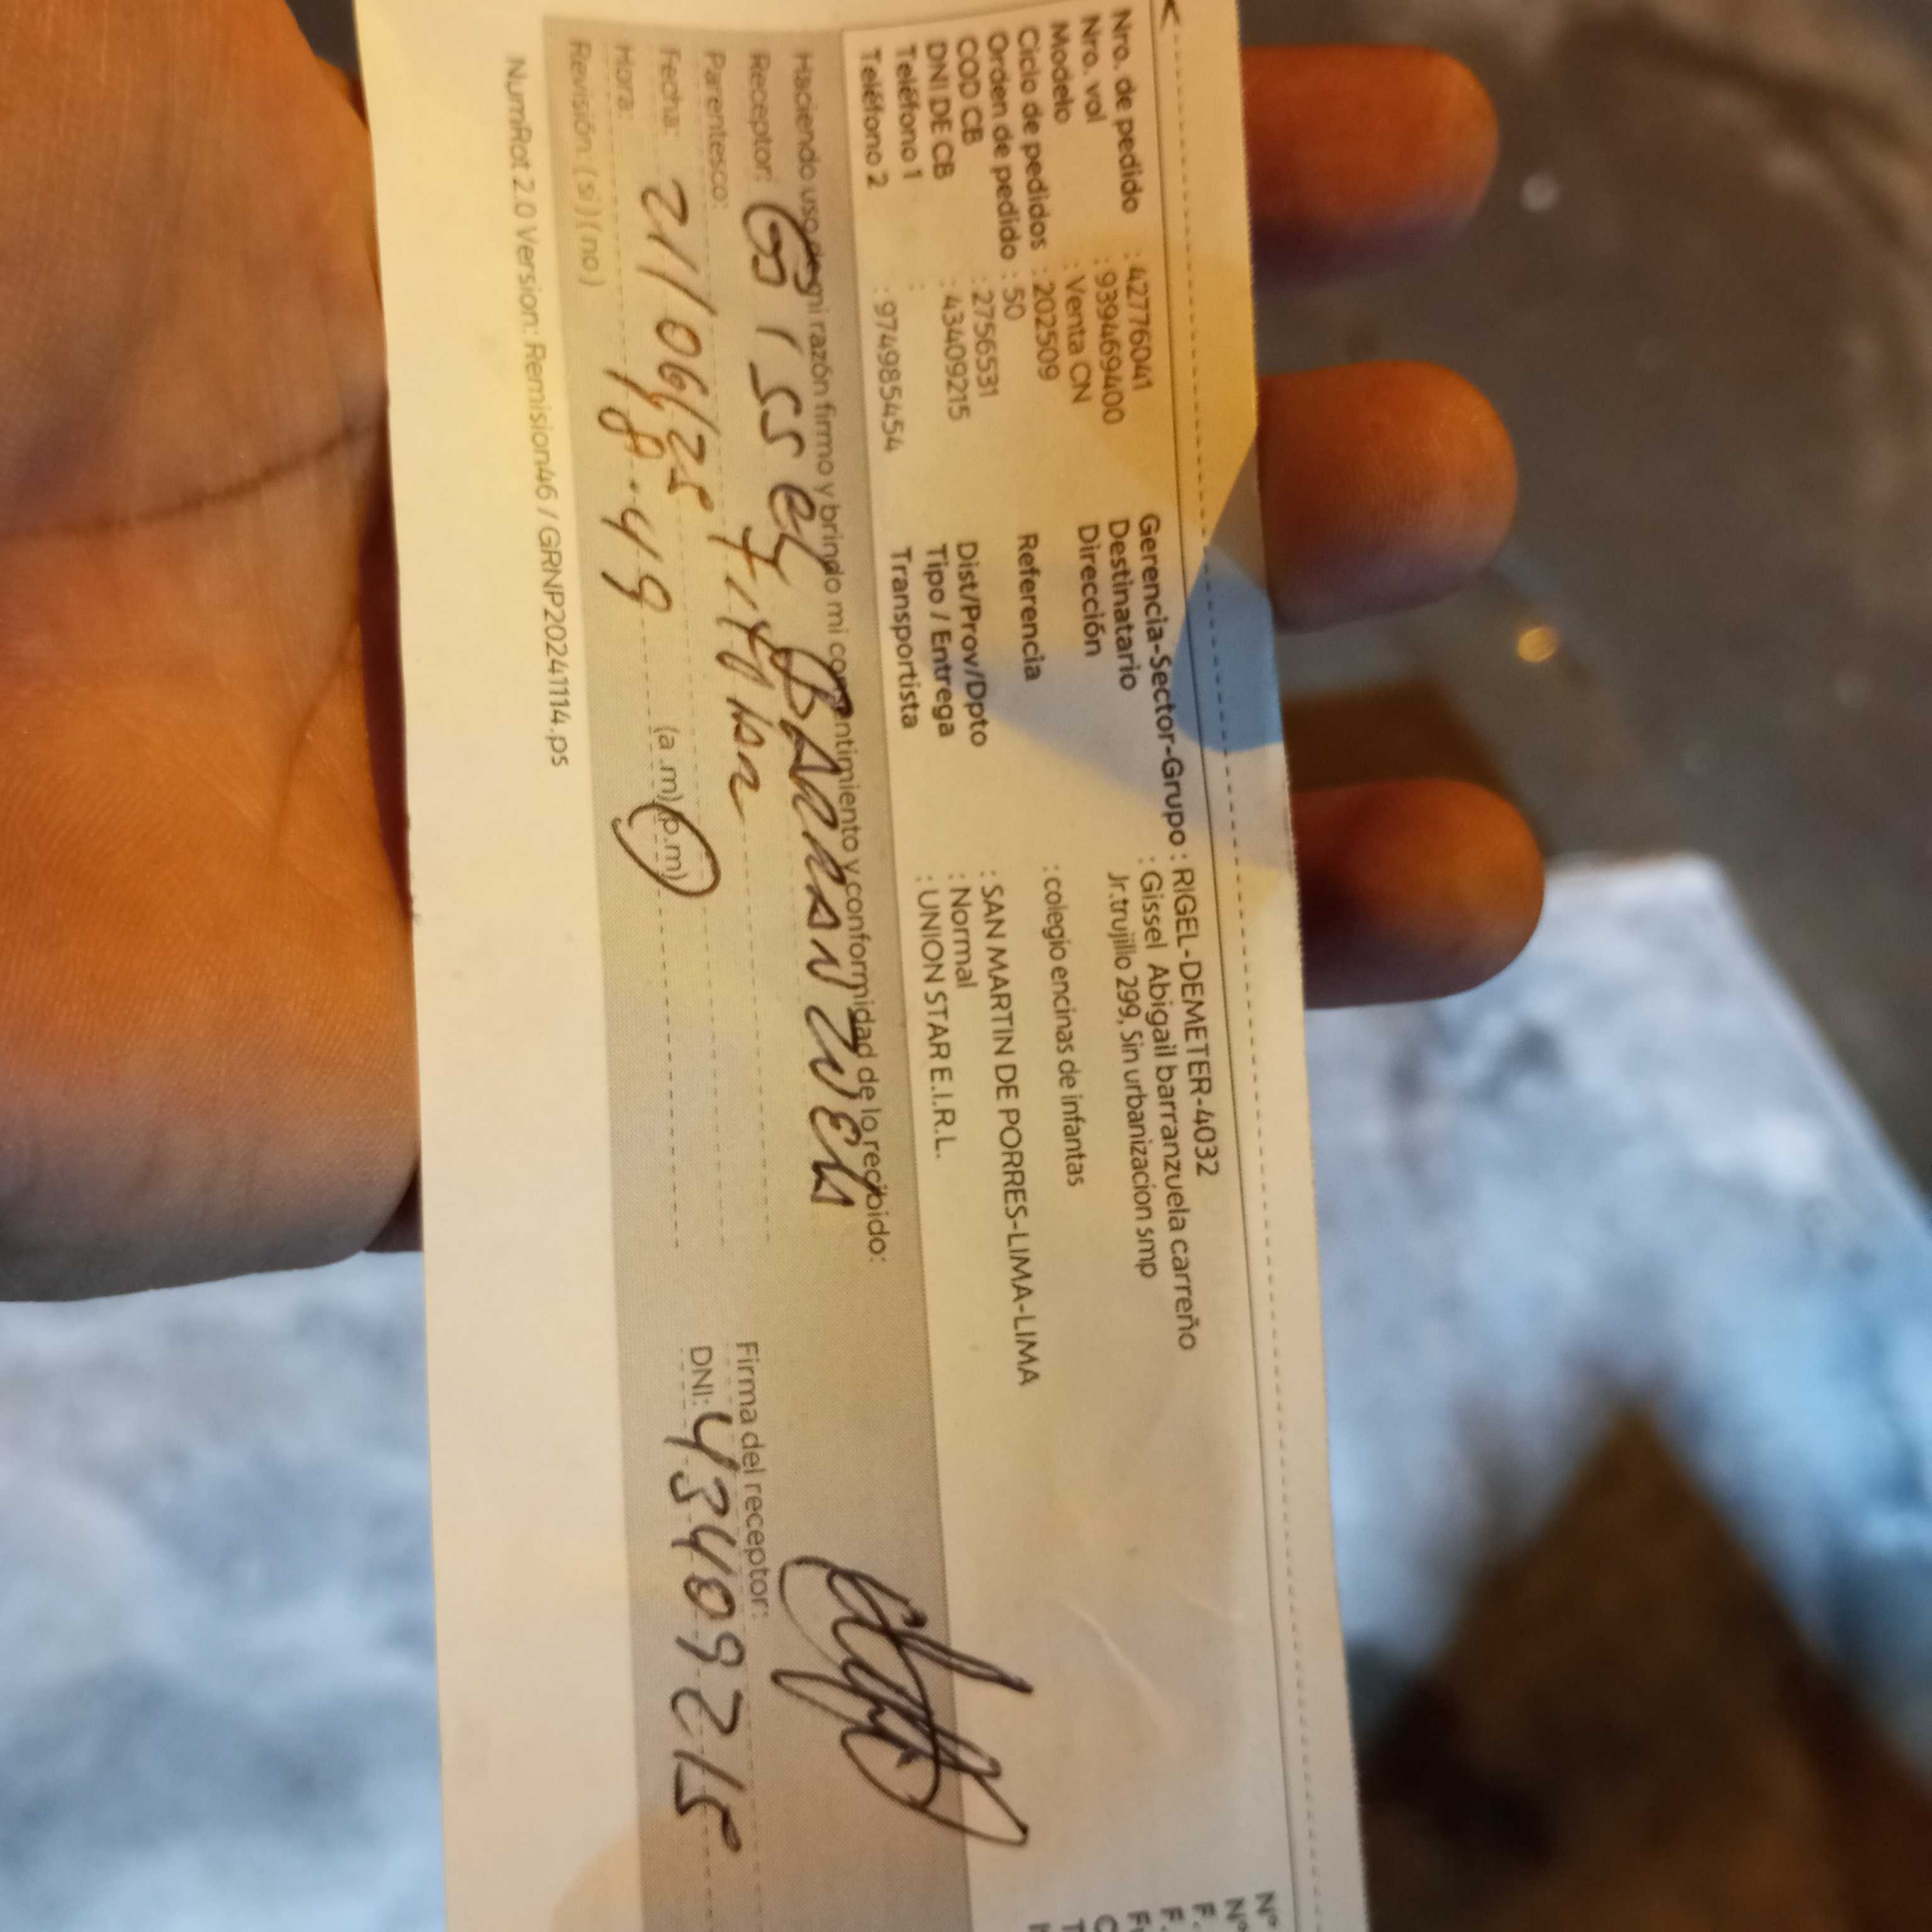 Nro. de pedido : 42776041
Nro. vol : 939469400
Modelo : Venta CN
Ciclo de pedidos : 202509
Orden de pedido : 50
COD CB : 2756531
DNI DE CB : 43409215
Teléfono 1 :
Teléfono 2 : 974985454
Gerencia-Sector-Grupo : RIGEL-DEMETER-4032
Destinatario : Gissel Abigail barranzuela carreño
Dirección Jr.trujillo 299, Sin urbanizacion smp
Referencia : colegio encinas de infantas
Dist/Prov/Dpto : SAN MARTIN DE PORRES-LIMA-LIMA
Tipo / Entrega : Normal
Transportista : UNION STAR E.I.R.L.
Haciendo uso de mi razón firmo y brindo mi consentimiento y conformidad de lo recibido:
Receptor: Gissel BARRANZUELA
Parentesco: Titular
Fecha: 21/06/25
Hora: 18:49 (a.m) (p.m)
Revisión: (si) (no)
Firma del receptor:
DNI: 43409215
NumRot 2.0 Version: Remision46 / GRNP20241114.ps
Nº
Nº
F.
F.